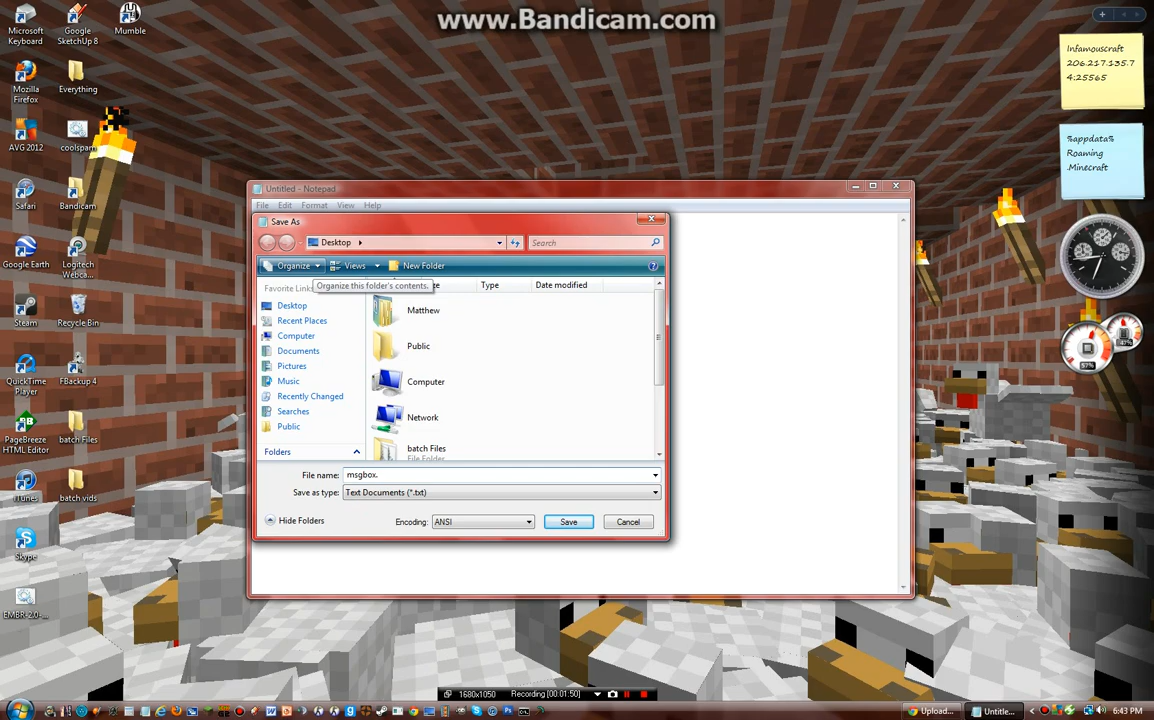 www.Bandicam.com
Microsoft
Keyboard
Google
SketchUp 8
Mumble
Mozilla
Firefox
Everything
AVG 2012
coolspam
Safari
Bandicam
Google Earth
Logitech
Webca...
Steam
Recycle Bin
QuickTime
Player
FBackup 4
PageBreeze
HTML Editor
batch Files
iTunes
batch vids
Skype
EMBR-2.0-...
Infamouscraft
206.217.135.7
4:25565
%appdata%
Roaming
.Minecraft
57%
47%
Untitled - Notepad
File Edit Format View Help
Save As
Desktop
Search
Organize Views New Folder
Organize this folder's contents.
Type Date modified
Favorite Links
Desktop
Recent Places
Computer
Documents
Pictures
Music
Recently Changed
Searches
Public
Folders
Matthew
Public
Computer
Network
batch Files
File Folder
File name: msgbox.
Save as type: Text Documents (*.txt)
Hide Folders
Encoding: ANSI
Save Cancel
1680x1050 Recording [00:01:50]
Upload...
Untitle...
6:43 PM